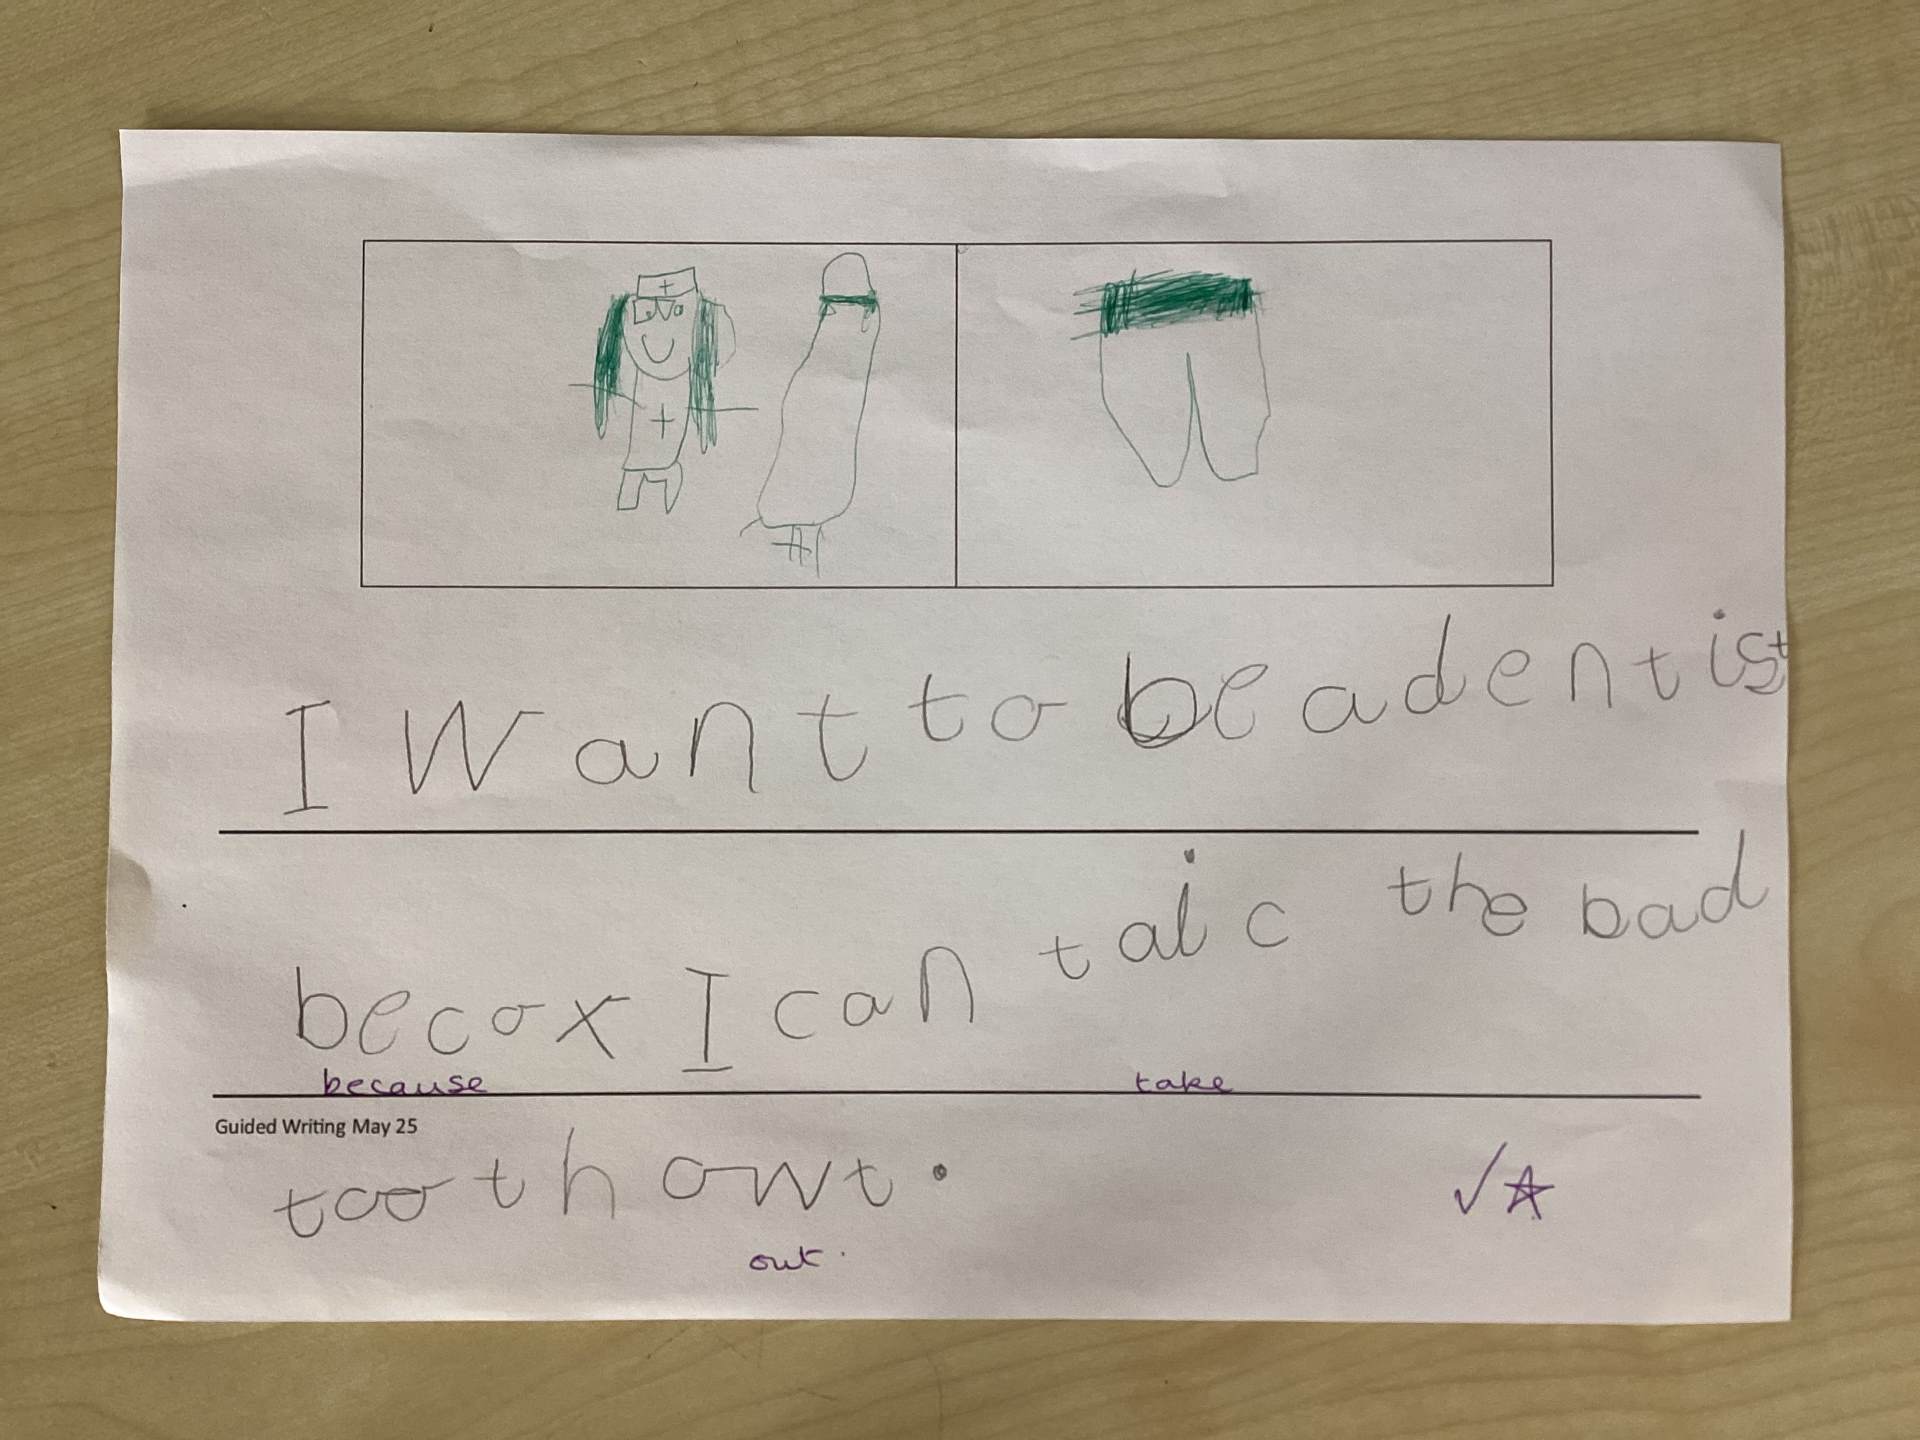 I Want to be a dentist
becox I can taic the bad
because take
Guided Writing May 25
tooth owt.
out.